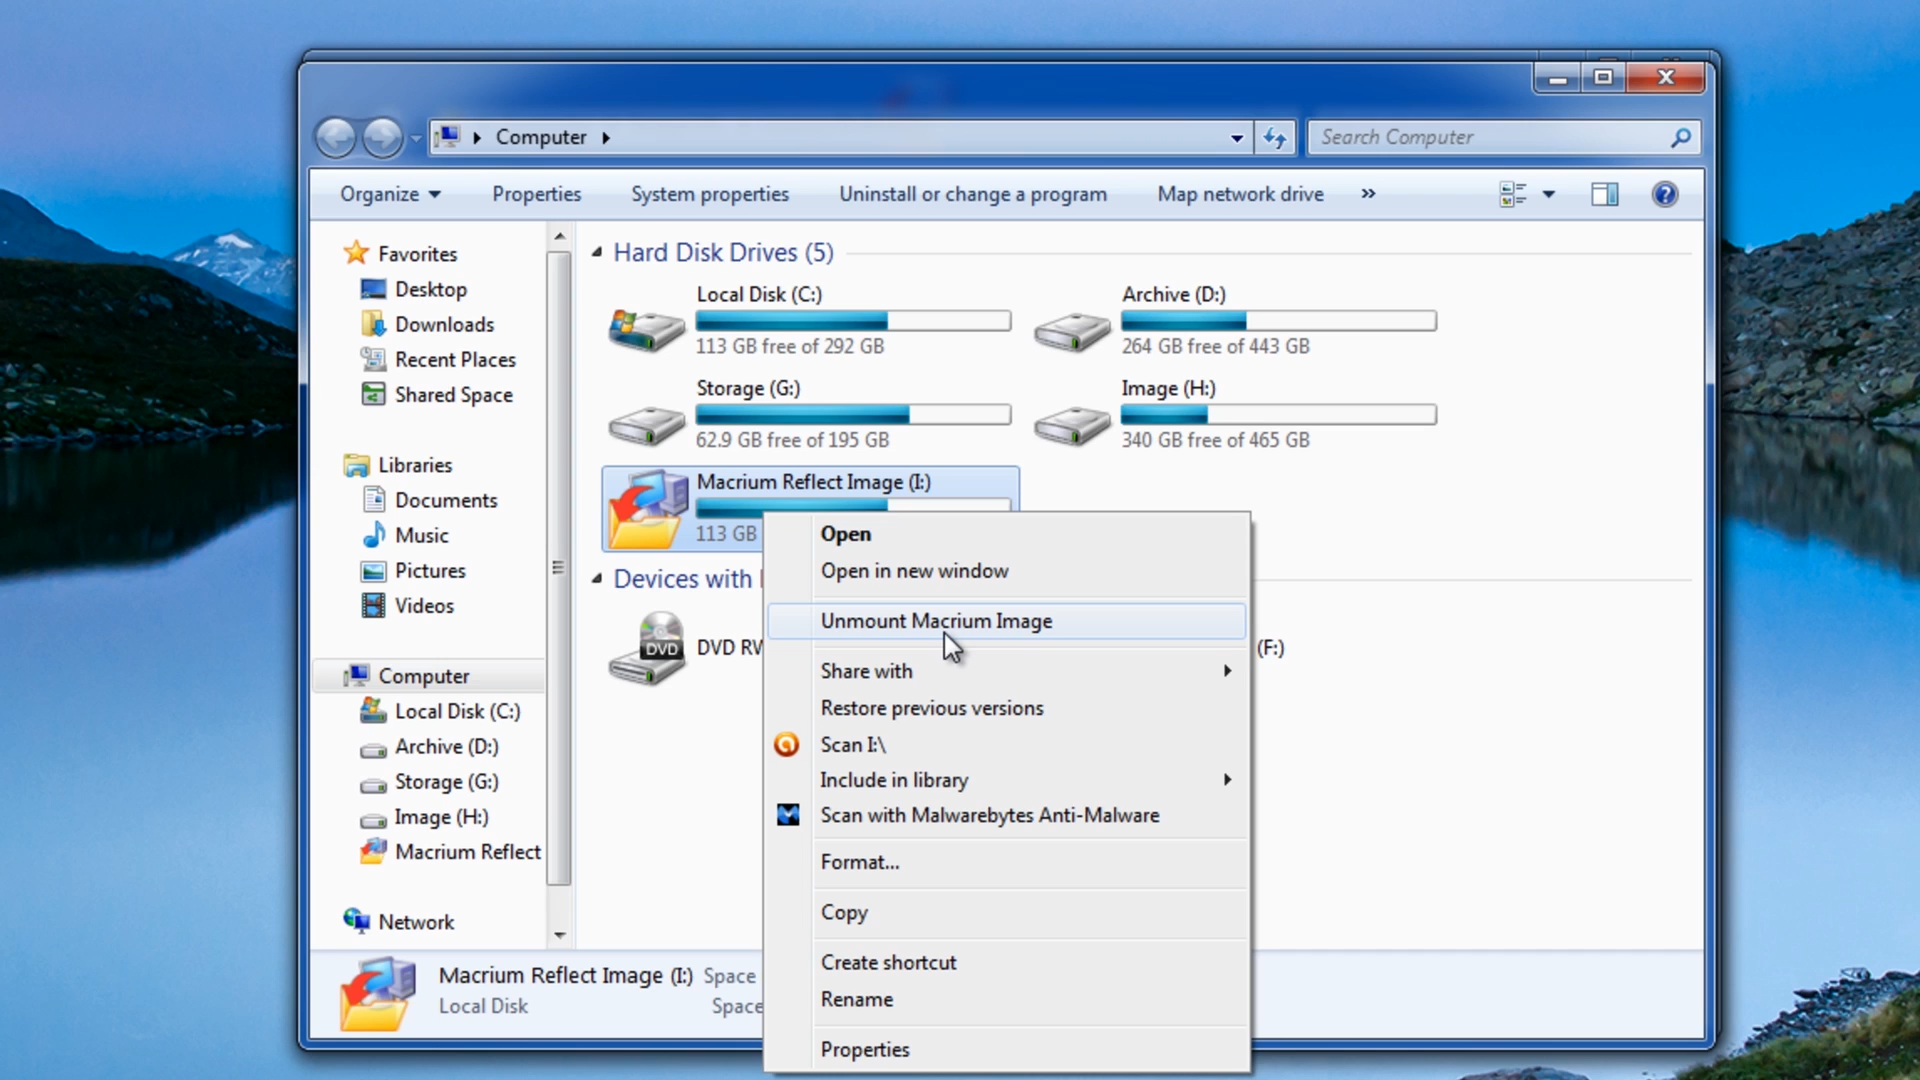 Computer
Search Computer
Organize
Properties
System properties
Uninstall or change a program
Map network drive
»
Favorites
Desktop
Downloads
Recent Places
Shared Space
Libraries
Documents
Music
Pictures
Videos
Computer
Local Disk (C:)
Archive (D:)
Storage (G:)
Image (H:)
Macrium Reflect
Network
Hard Disk Drives (5)
Local Disk (C:)
113 GB free of 292 GB
Archive (D:)
264 GB free of 443 GB
Storage (G:)
62.9 GB free of 195 GB
Image (H:)
340 GB free of 465 GB
Macrium Reflect Image (I:)
113 GB
Devices with
DVD
DVD RW
(F:)
Open
Open in new window
Unmount Macrium Image
Share with
Restore previous versions
Scan I:\
Include in library
Scan with Malwarebytes Anti-Malware
Format...
Copy
Create shortcut
Rename
Properties
Macrium Reflect Image (I:) Space
Local Disk Space